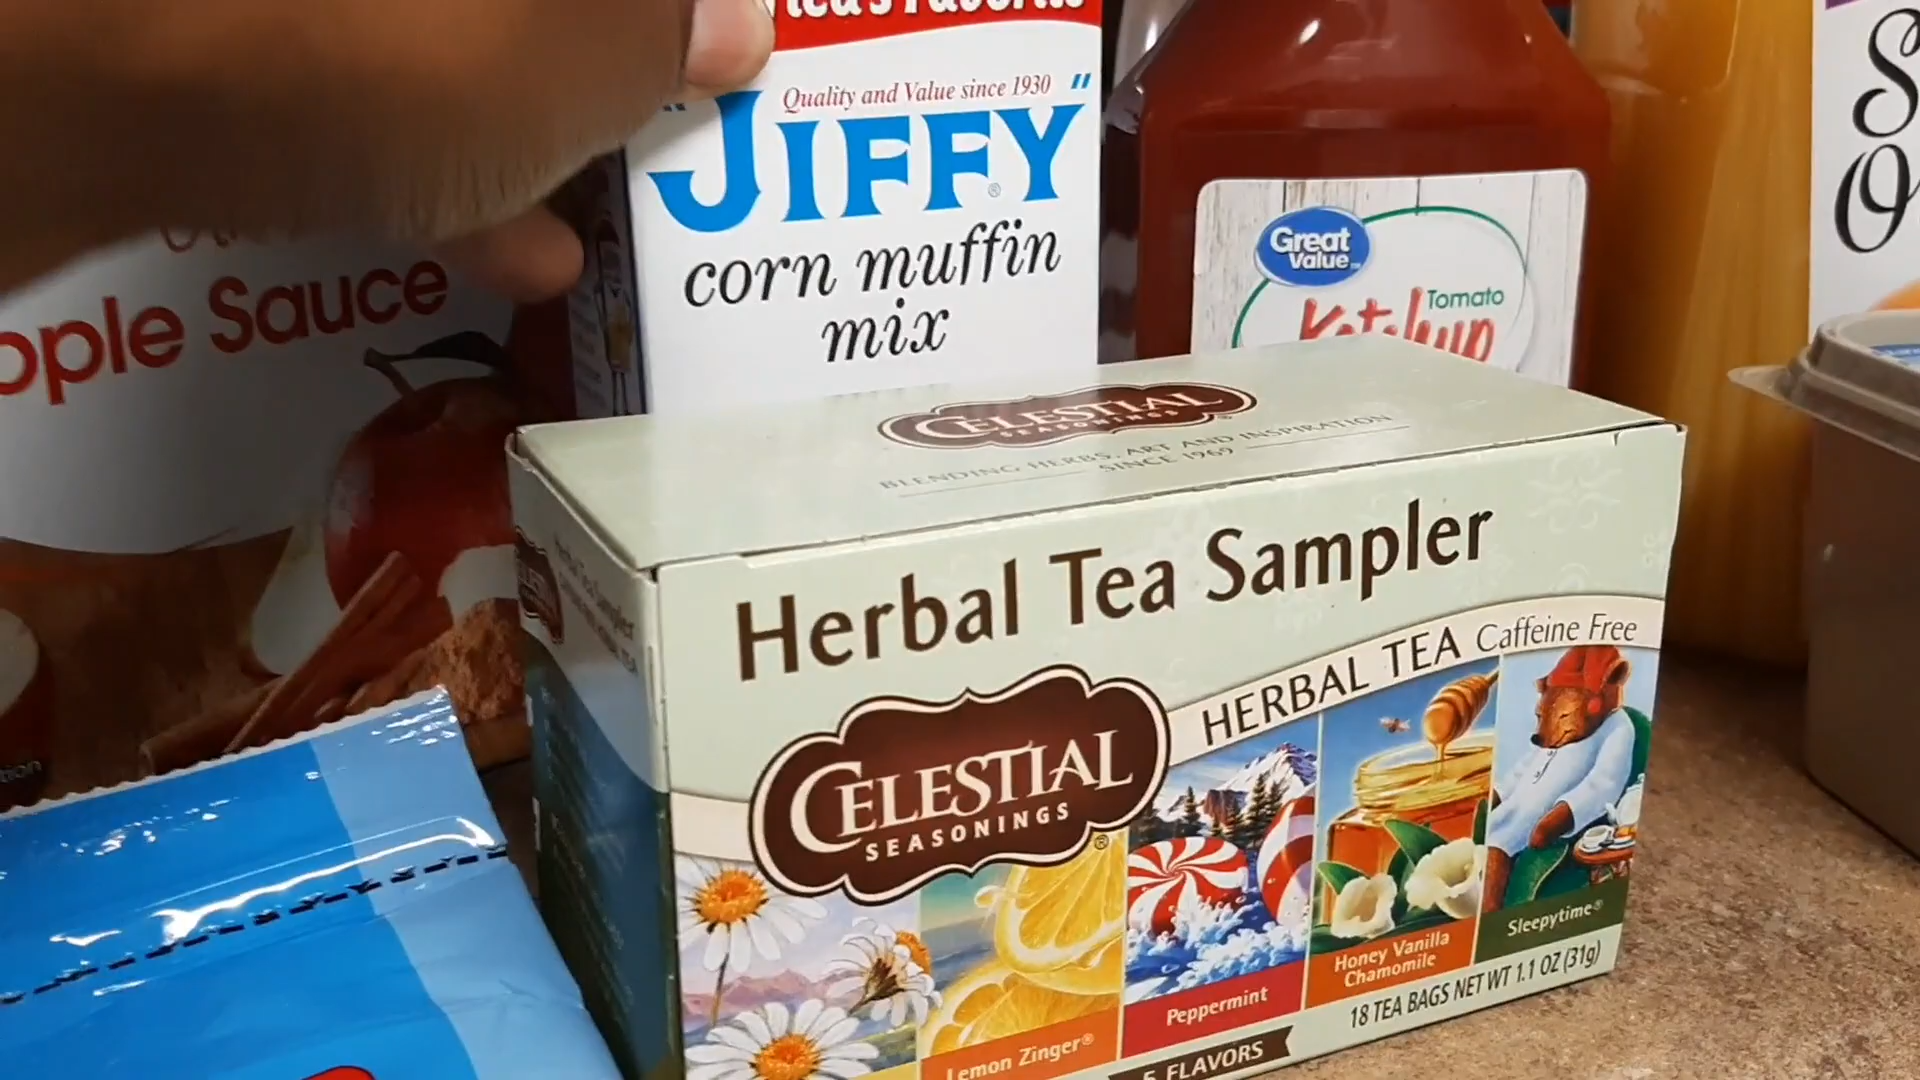 Quality and Value since 1930
"JIFFY"
corn muffin
mix
Great
Value
Tomato
Ketchup
Sauce
CELESTIAL
SEASONINGS
BLENDING HERBS, ART AND INSPIRATION
SINCE 1969
Herbal Tea Sampler
HERBAL TEA Caffeine Free
CELESTIAL
SEASONINGS
Lemon Zinger®
Peppermint
Honey Vanilla
Chamomile
Sleepytime®
18 TEA BAGS NET WT 1.1 OZ (31g)
5 FLAVORS